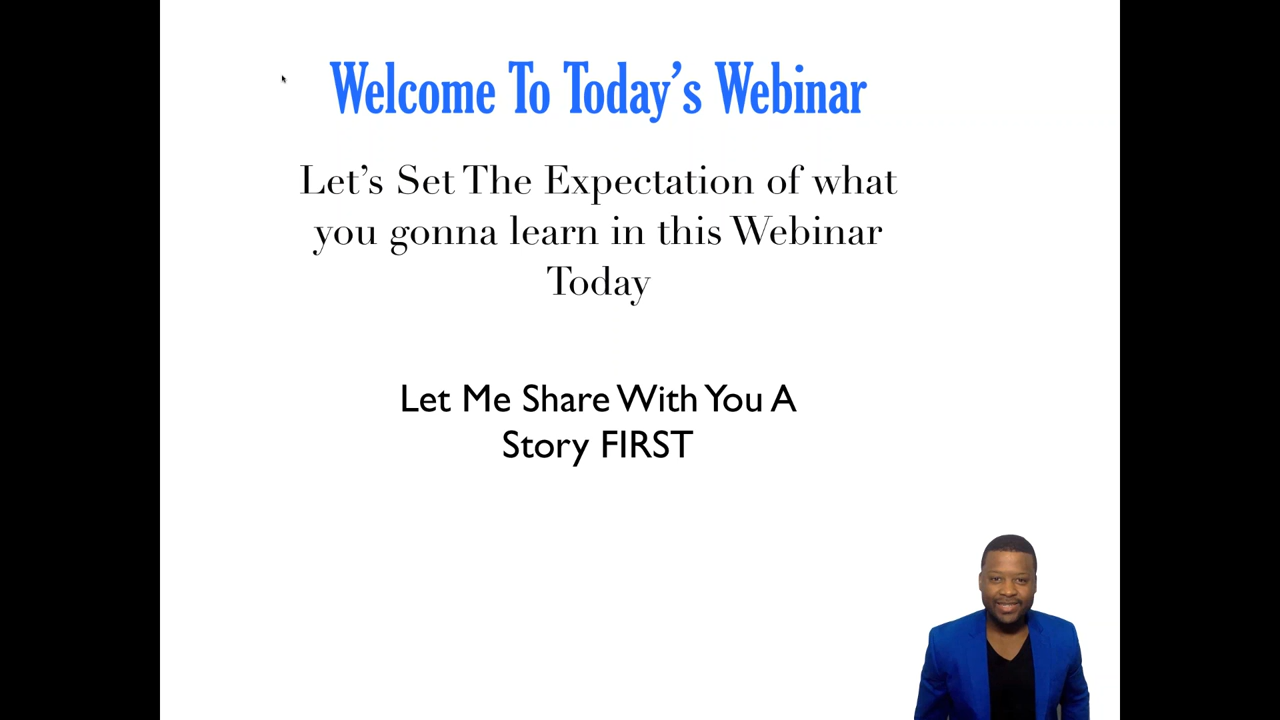 Welcome To Today’s Webinar
Let’s Set The Expectation of what
you gonna learn in this Webinar
Today
Let Me Share With You A
Story FIRST